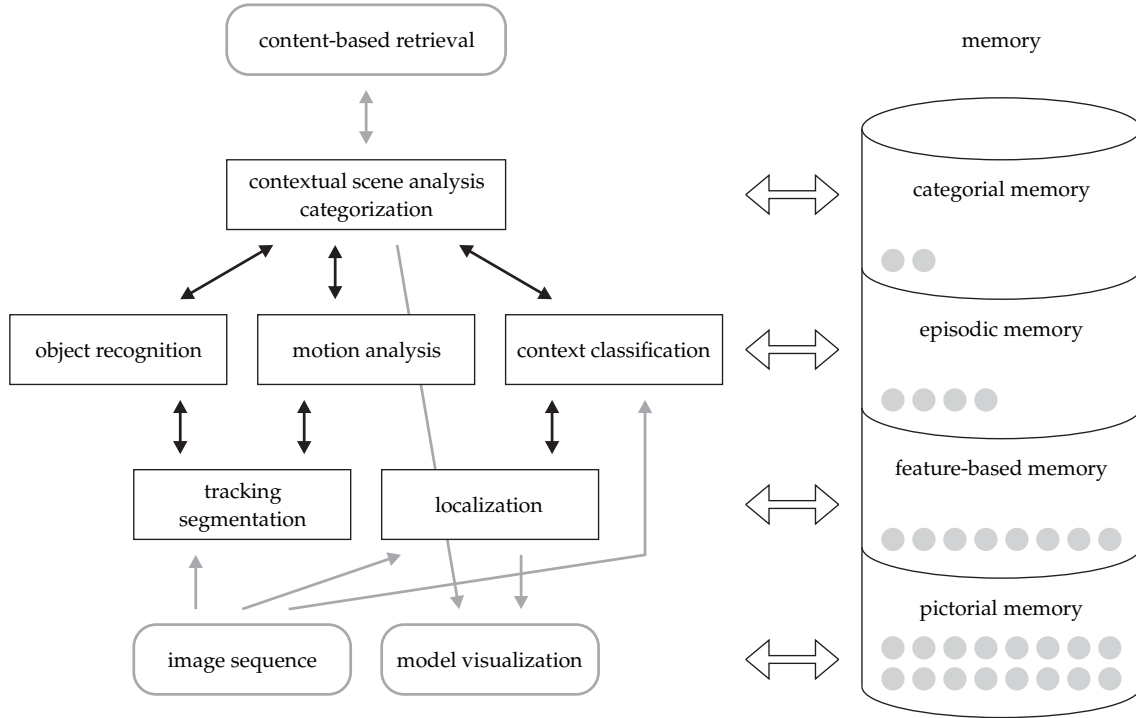 content-based retrieval
memory
contextual scene analysis
categorization
categorial memory
object recognition
motion analysis
context classification
episodic memory
tracking
segmentation
localization
feature-based memory
image sequence
model visualization
pictorial memory